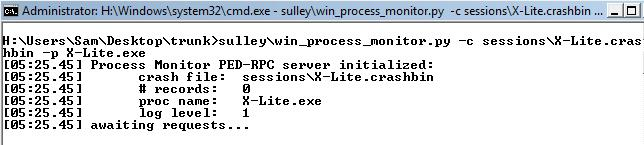 Administrator: H:\Windows\system32\cmd.exe - sulley\win_process_monitor.py -c sessions\X-Lite.crashbin ...
H:\Users\Sam\Desktop\trunk>sulley\win_process_monitor.py -c sessions\X-Lite.cras
hbin -p X-Lite.exe
[05:25.45] Process Monitor PED-RPC server initialized:
[05:25.45] crash file: sessions\X-Lite.crashbin
[05:25.45] # records: 0
[05:25.45] proc name: X-Lite.exe
[05:25.45] log level: 1
[05:25.45] awaiting requests...